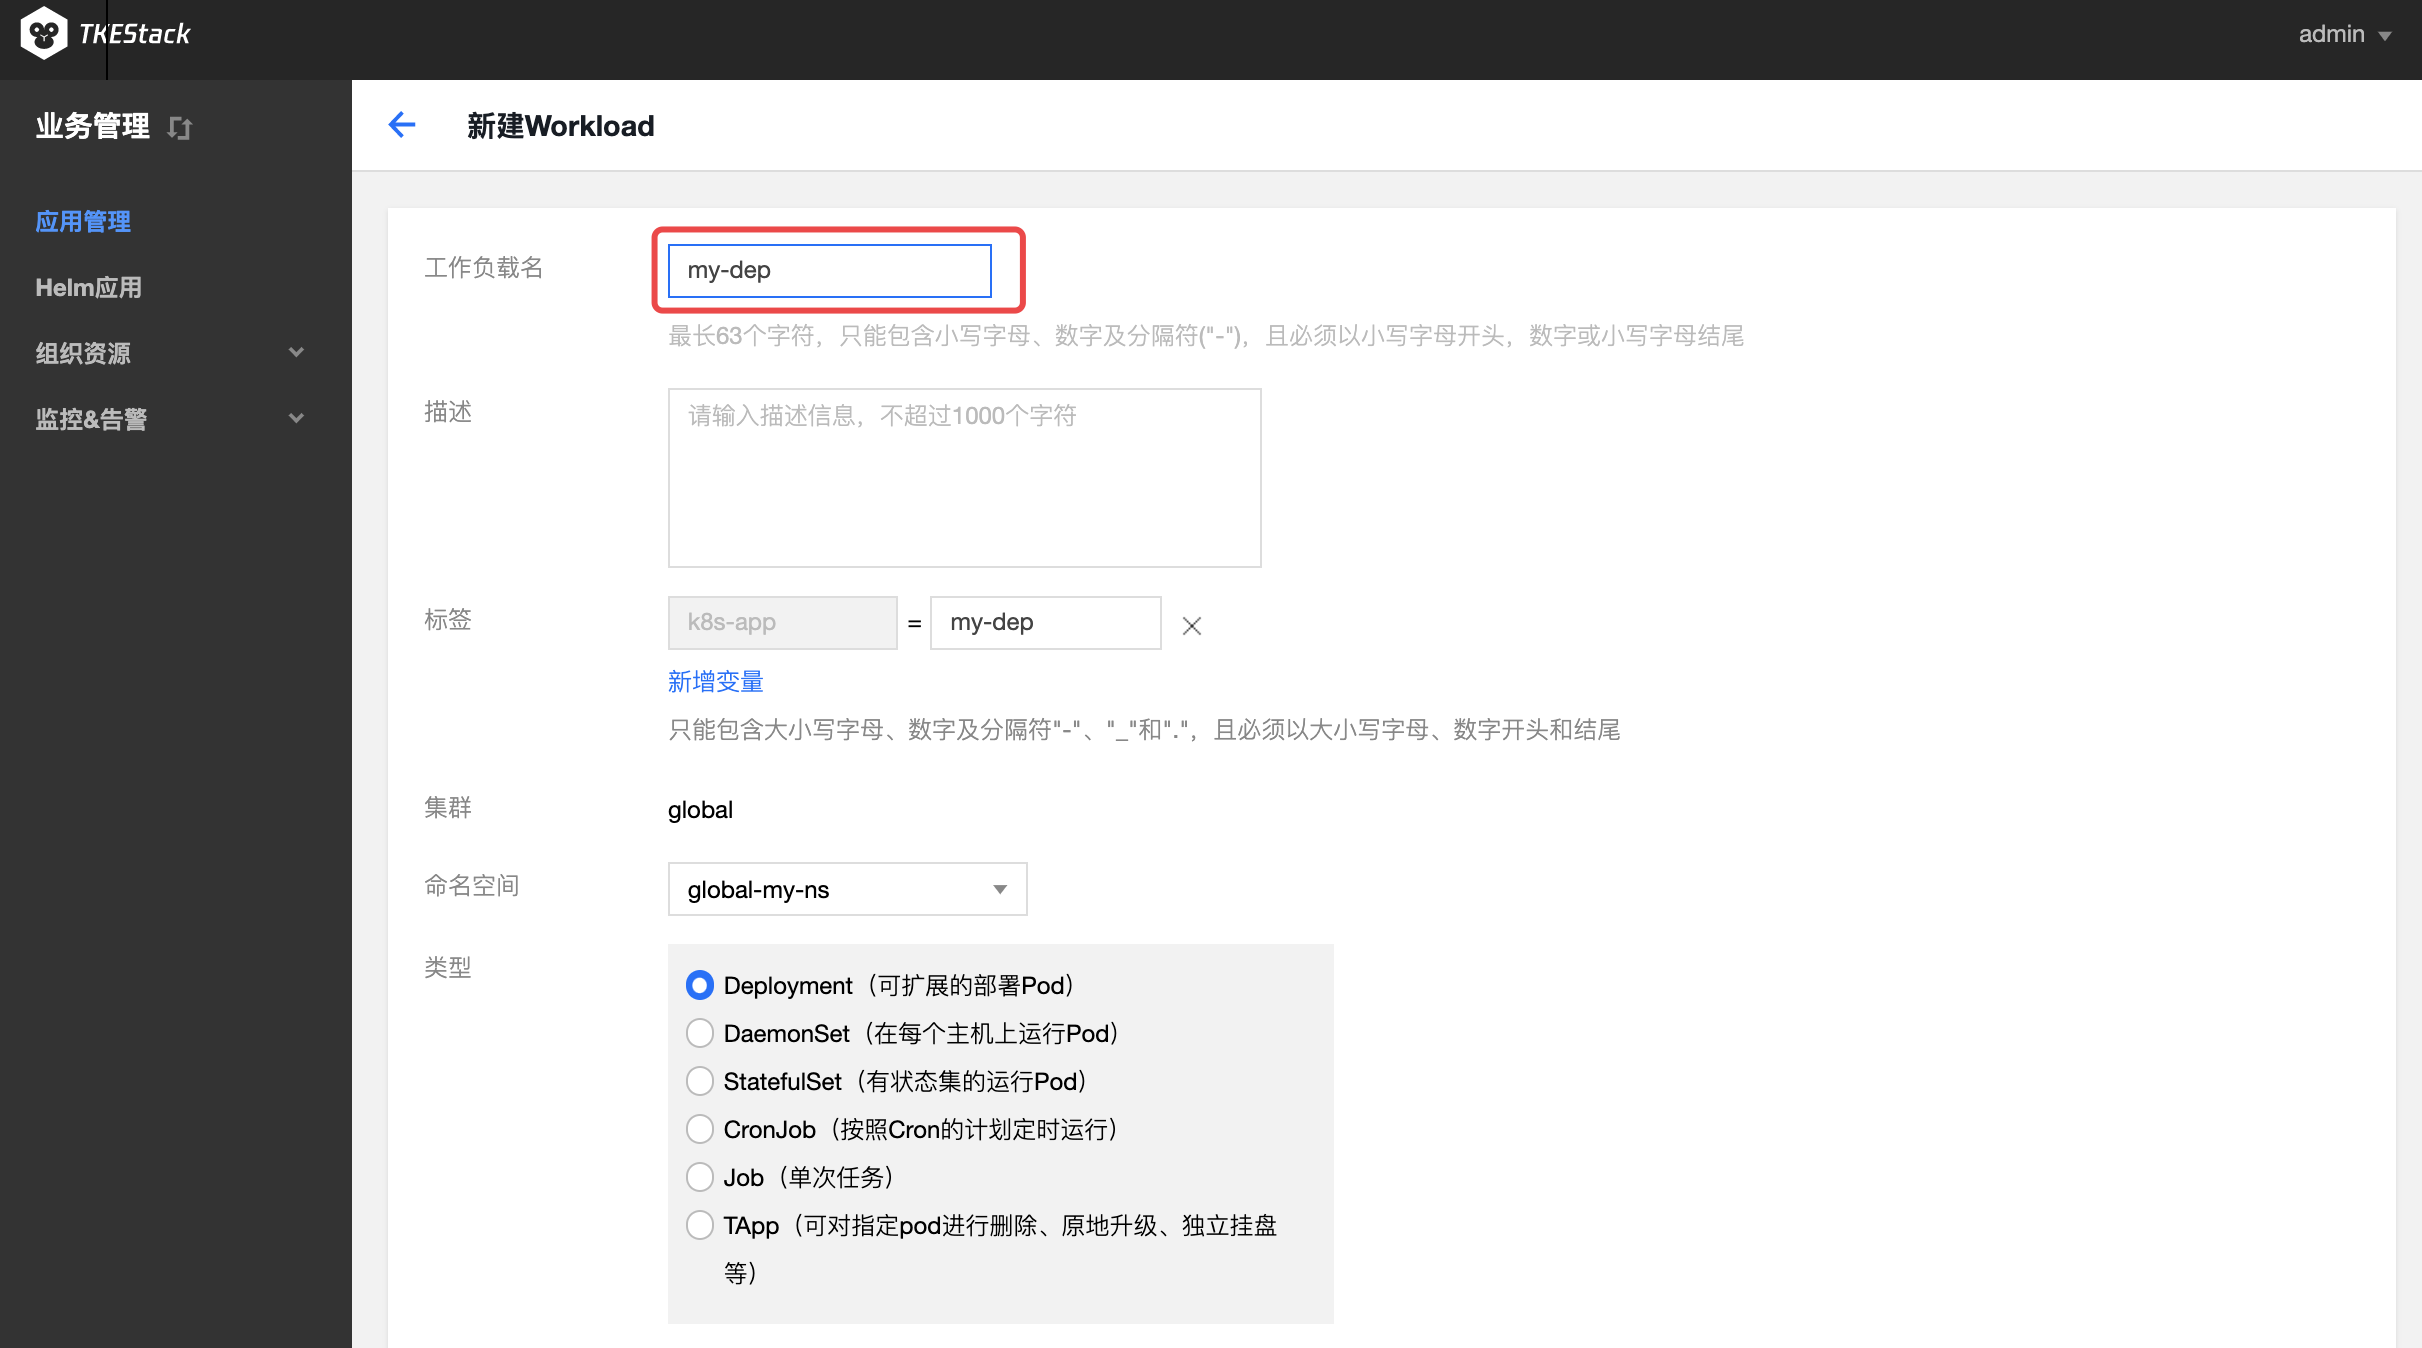 TKEStack
admin
业务管理
新建Workload
应用管理
Helm应用
组织资源
监控&告警
工作负载名
my-dep
最长63个字符，只能包含小写字母、数字及分隔符("-")，且必须以小写字母开头，数字或小写字母结尾
描述
请输入描述信息，不超过1000个字符
标签
k8s-app = my-dep
新增变量
只能包含大小写字母、数字及分隔符"-"、"_"和"."，且必须以大小写字母、数字开头和结尾
集群
global
命名空间
global-my-ns
类型
Deployment（可扩展的部署Pod）
DaemonSet（在每个主机上运行Pod）
StatefulSet（有状态集的运行Pod）
CronJob（按照Cron的计划定时运行）
Job（单次任务）
TApp（可对指定pod进行删除、原地升级、独立挂盘
等）